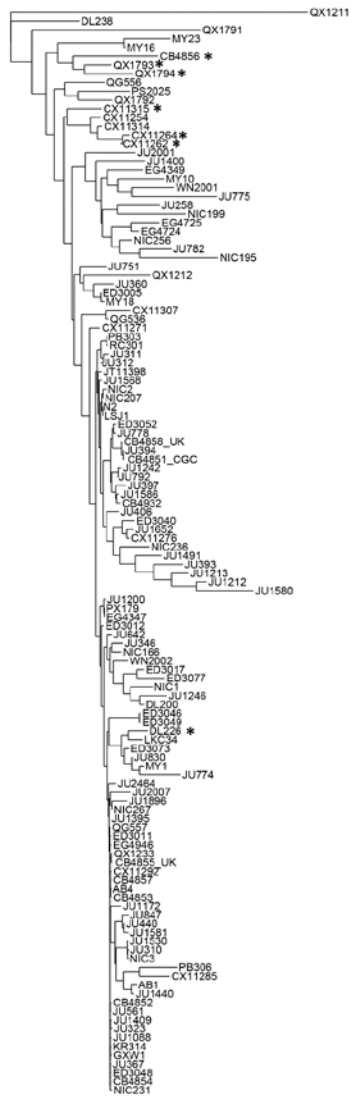 QX1211
DL238
QX1791
MY23
MY16
CB4856 *
QX1793 *
QX1794 *
QG556
PS2025
QX1792
CX11315 *
CX11254
CX11314
CX11264 *
CX11262 *
JU2001
JU1400
EG4349
MY10
WN2001
JU775
JU258
NIC199
EG4725
EG4724
NIC256
JU782
NIC195
JU751
QX1212
JU360
ED3005
MY18
CX11307
QG536
CX11271
PB303
RC301
JU311
JU312
JT11398
JU1568
NIC2
NIC207
N2
LSJ1
ED3052
JU778
CB4858_UK
JU394
CB4851_CGC
JU1242
JU792
JU397
JU1586
CB4932
JU406
ED3040
JU1652
CX11276
NIC236
JU1491
JU393
JU1213
JU1212
JU1580
JU1200
PX179
EG4347
ED3012
JU642
JU346
NIC166
WN2002
ED3017
ED3077
NIC1
JU1246
DL200
ED3046
ED3049
DL226 *
LKC34
ED3073
JU830
MY1
JU774
JU2464
JU2007
JU1896
NIC267
JU1395
QG557
ED3011
EG4946
QX1233
CB4855_UK
CX11292
CB4857
AB4
CB4853
JU1172
JU847
JU440
JU1581
JU1530
JU310
NIC3
PB306
CX11285
AB1
JU1440
CB4852
JU561
JU1409
JU323
JU1088
KR314
GXW1
JU367
ED3048
CB4854
NIC231